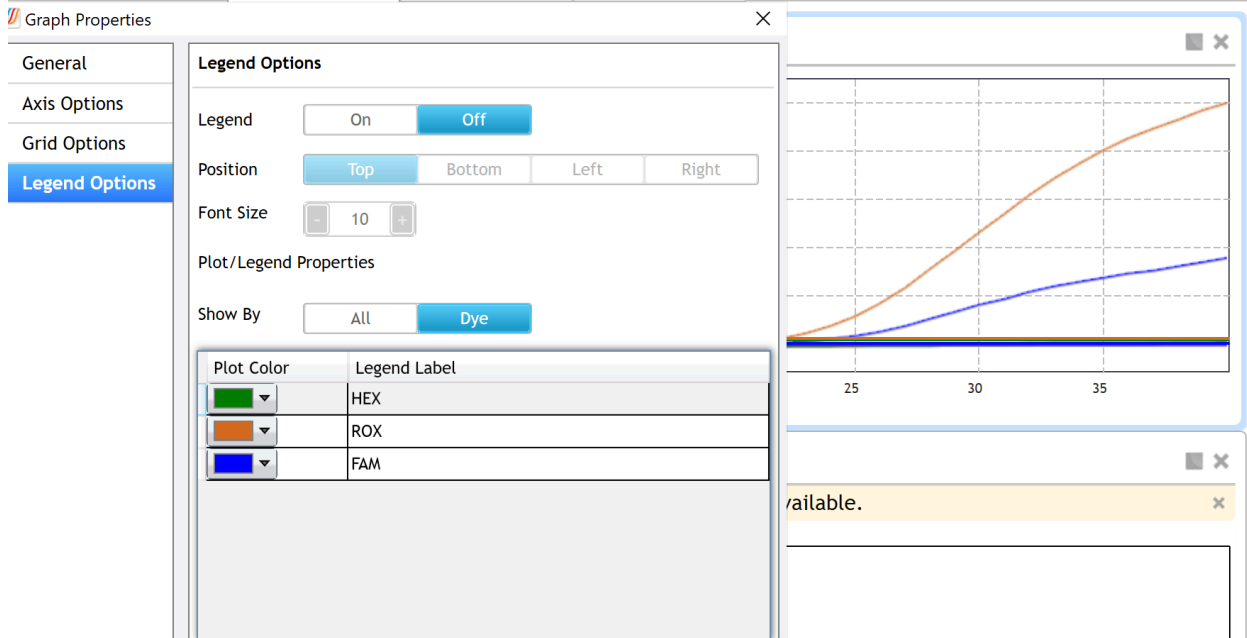 Graph Properties
General
Axis Options
Grid Options
Legend Options
Legend Options
Legend On Off
Position Top Bottom Left Right
Font Size - 10 +
Plot/Legend Properties
Show By All Dye
Plot Color Legend Label
HEX
ROX
FAM
25 30 35
vailable.